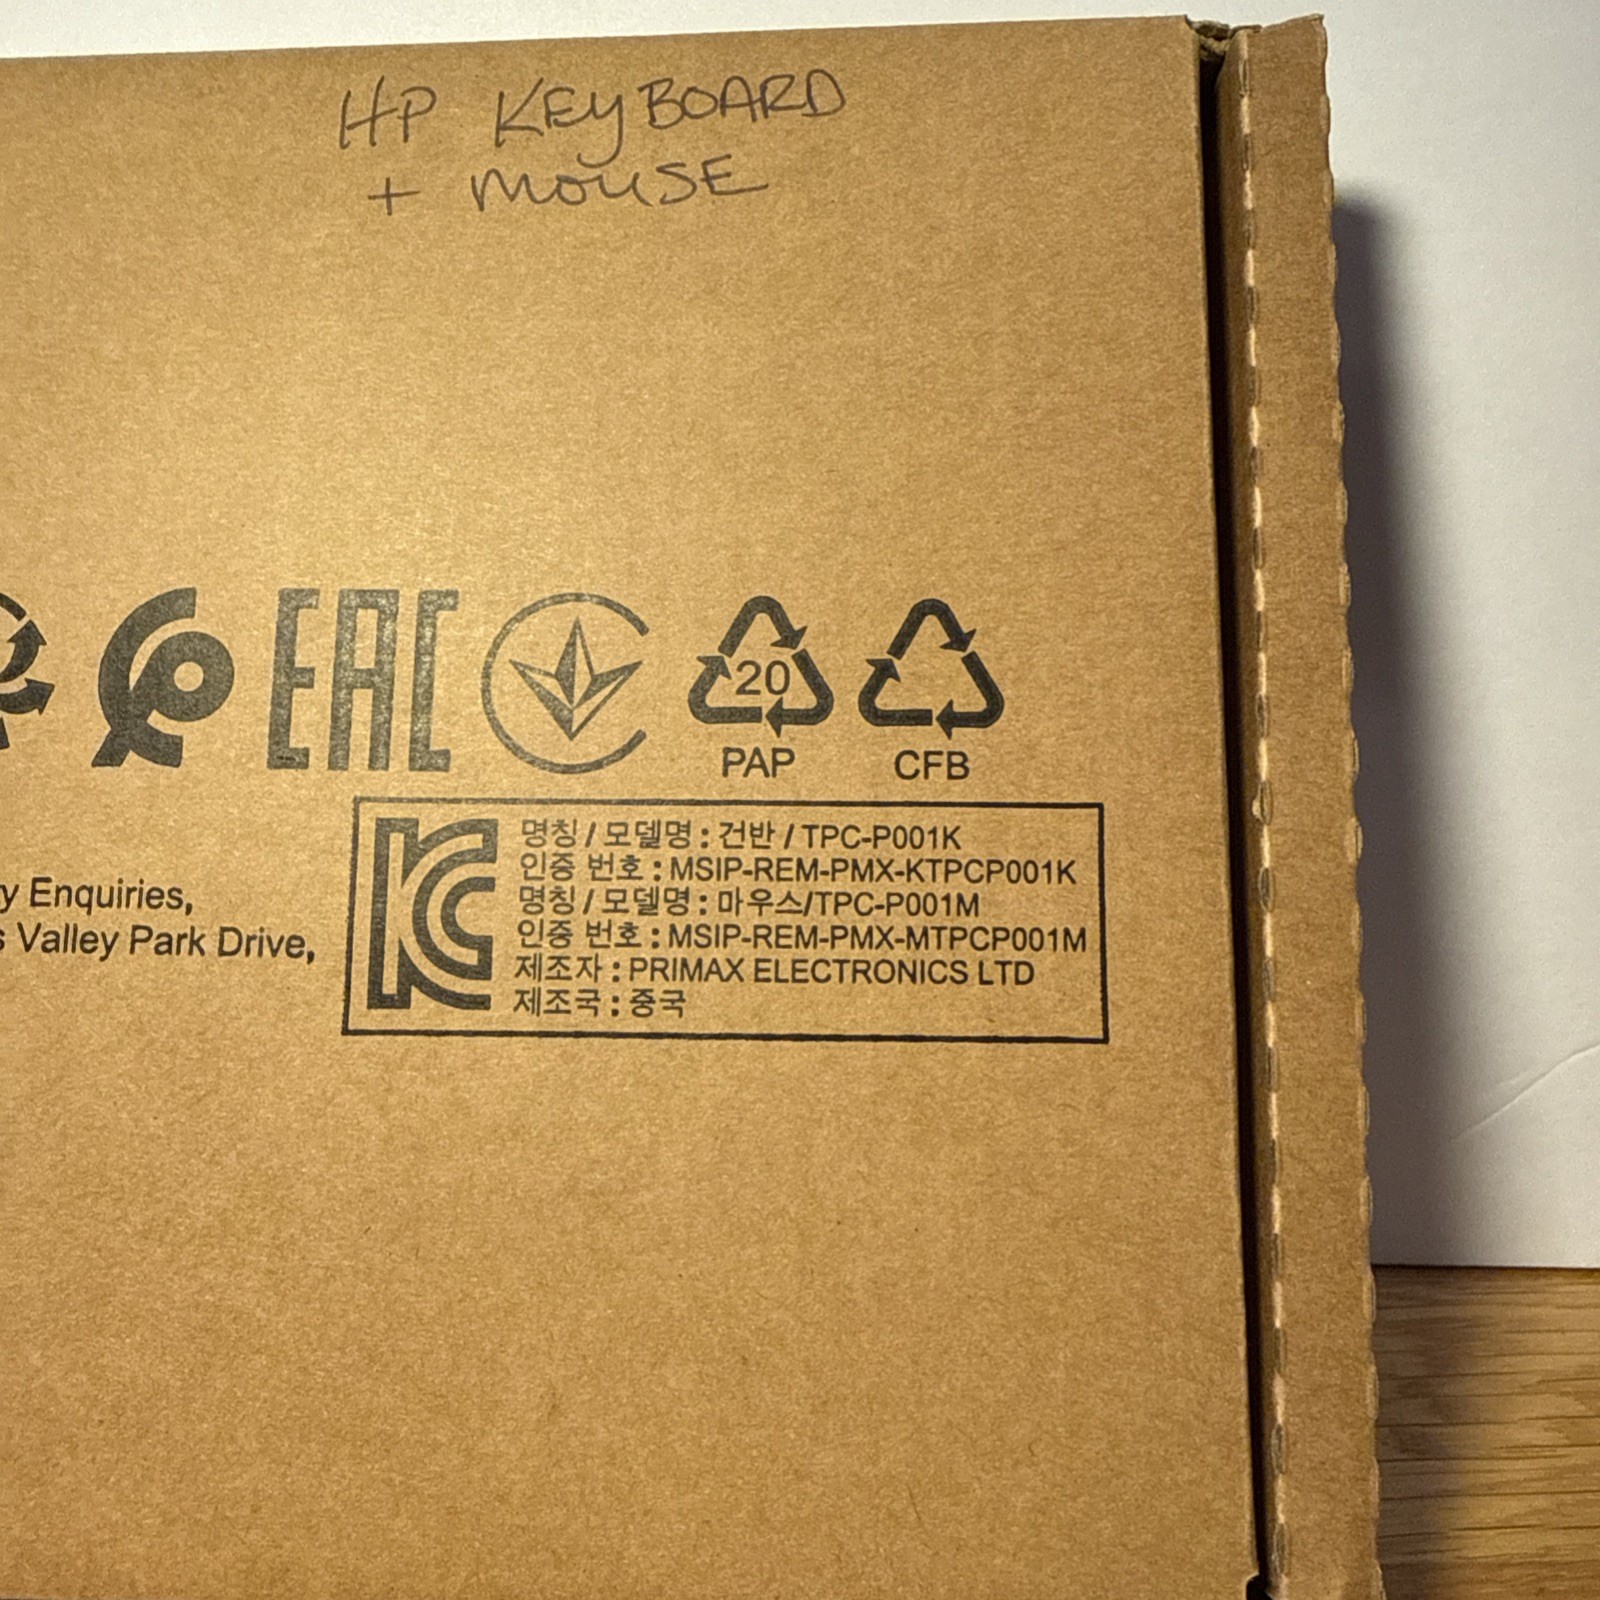 HP KEYBOARD
+ MOUSE
EAC
20
PAP
CFB
Enquiries,
Valley Park Drive,
KC
명칭 / 모델명 : 건반 / TPC-P001K
인증 번호 : MSIP-REM-PMX-KTPCP001K
명칭 / 모델명 : 마우스/TPC-P001M
인증 번호 : MSIP-REM-PMX-MTPCP001M
제조자 : PRIMAX ELECTRONICS LTD
제조국 : 중국